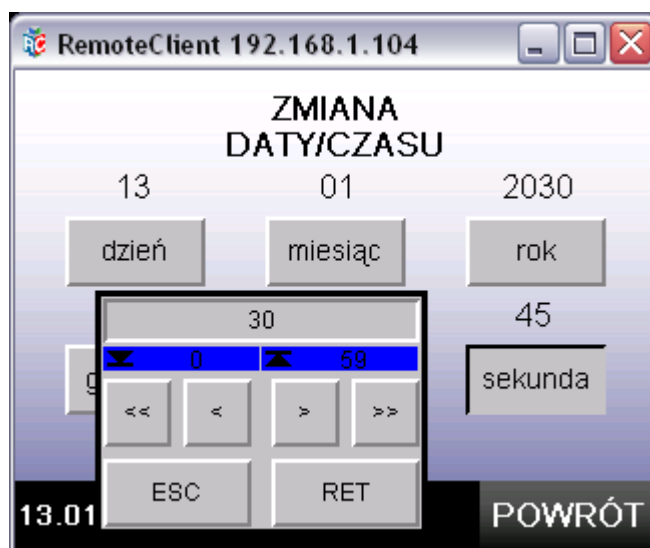 RemoteClient 192.168.1.104
ZMIANA
DATY/CZASU
13 01 2030
dzień miesiąc rok
30 45
0 59
g sekunda
<< < > >>
ESC RET
13.01 POWRÓT